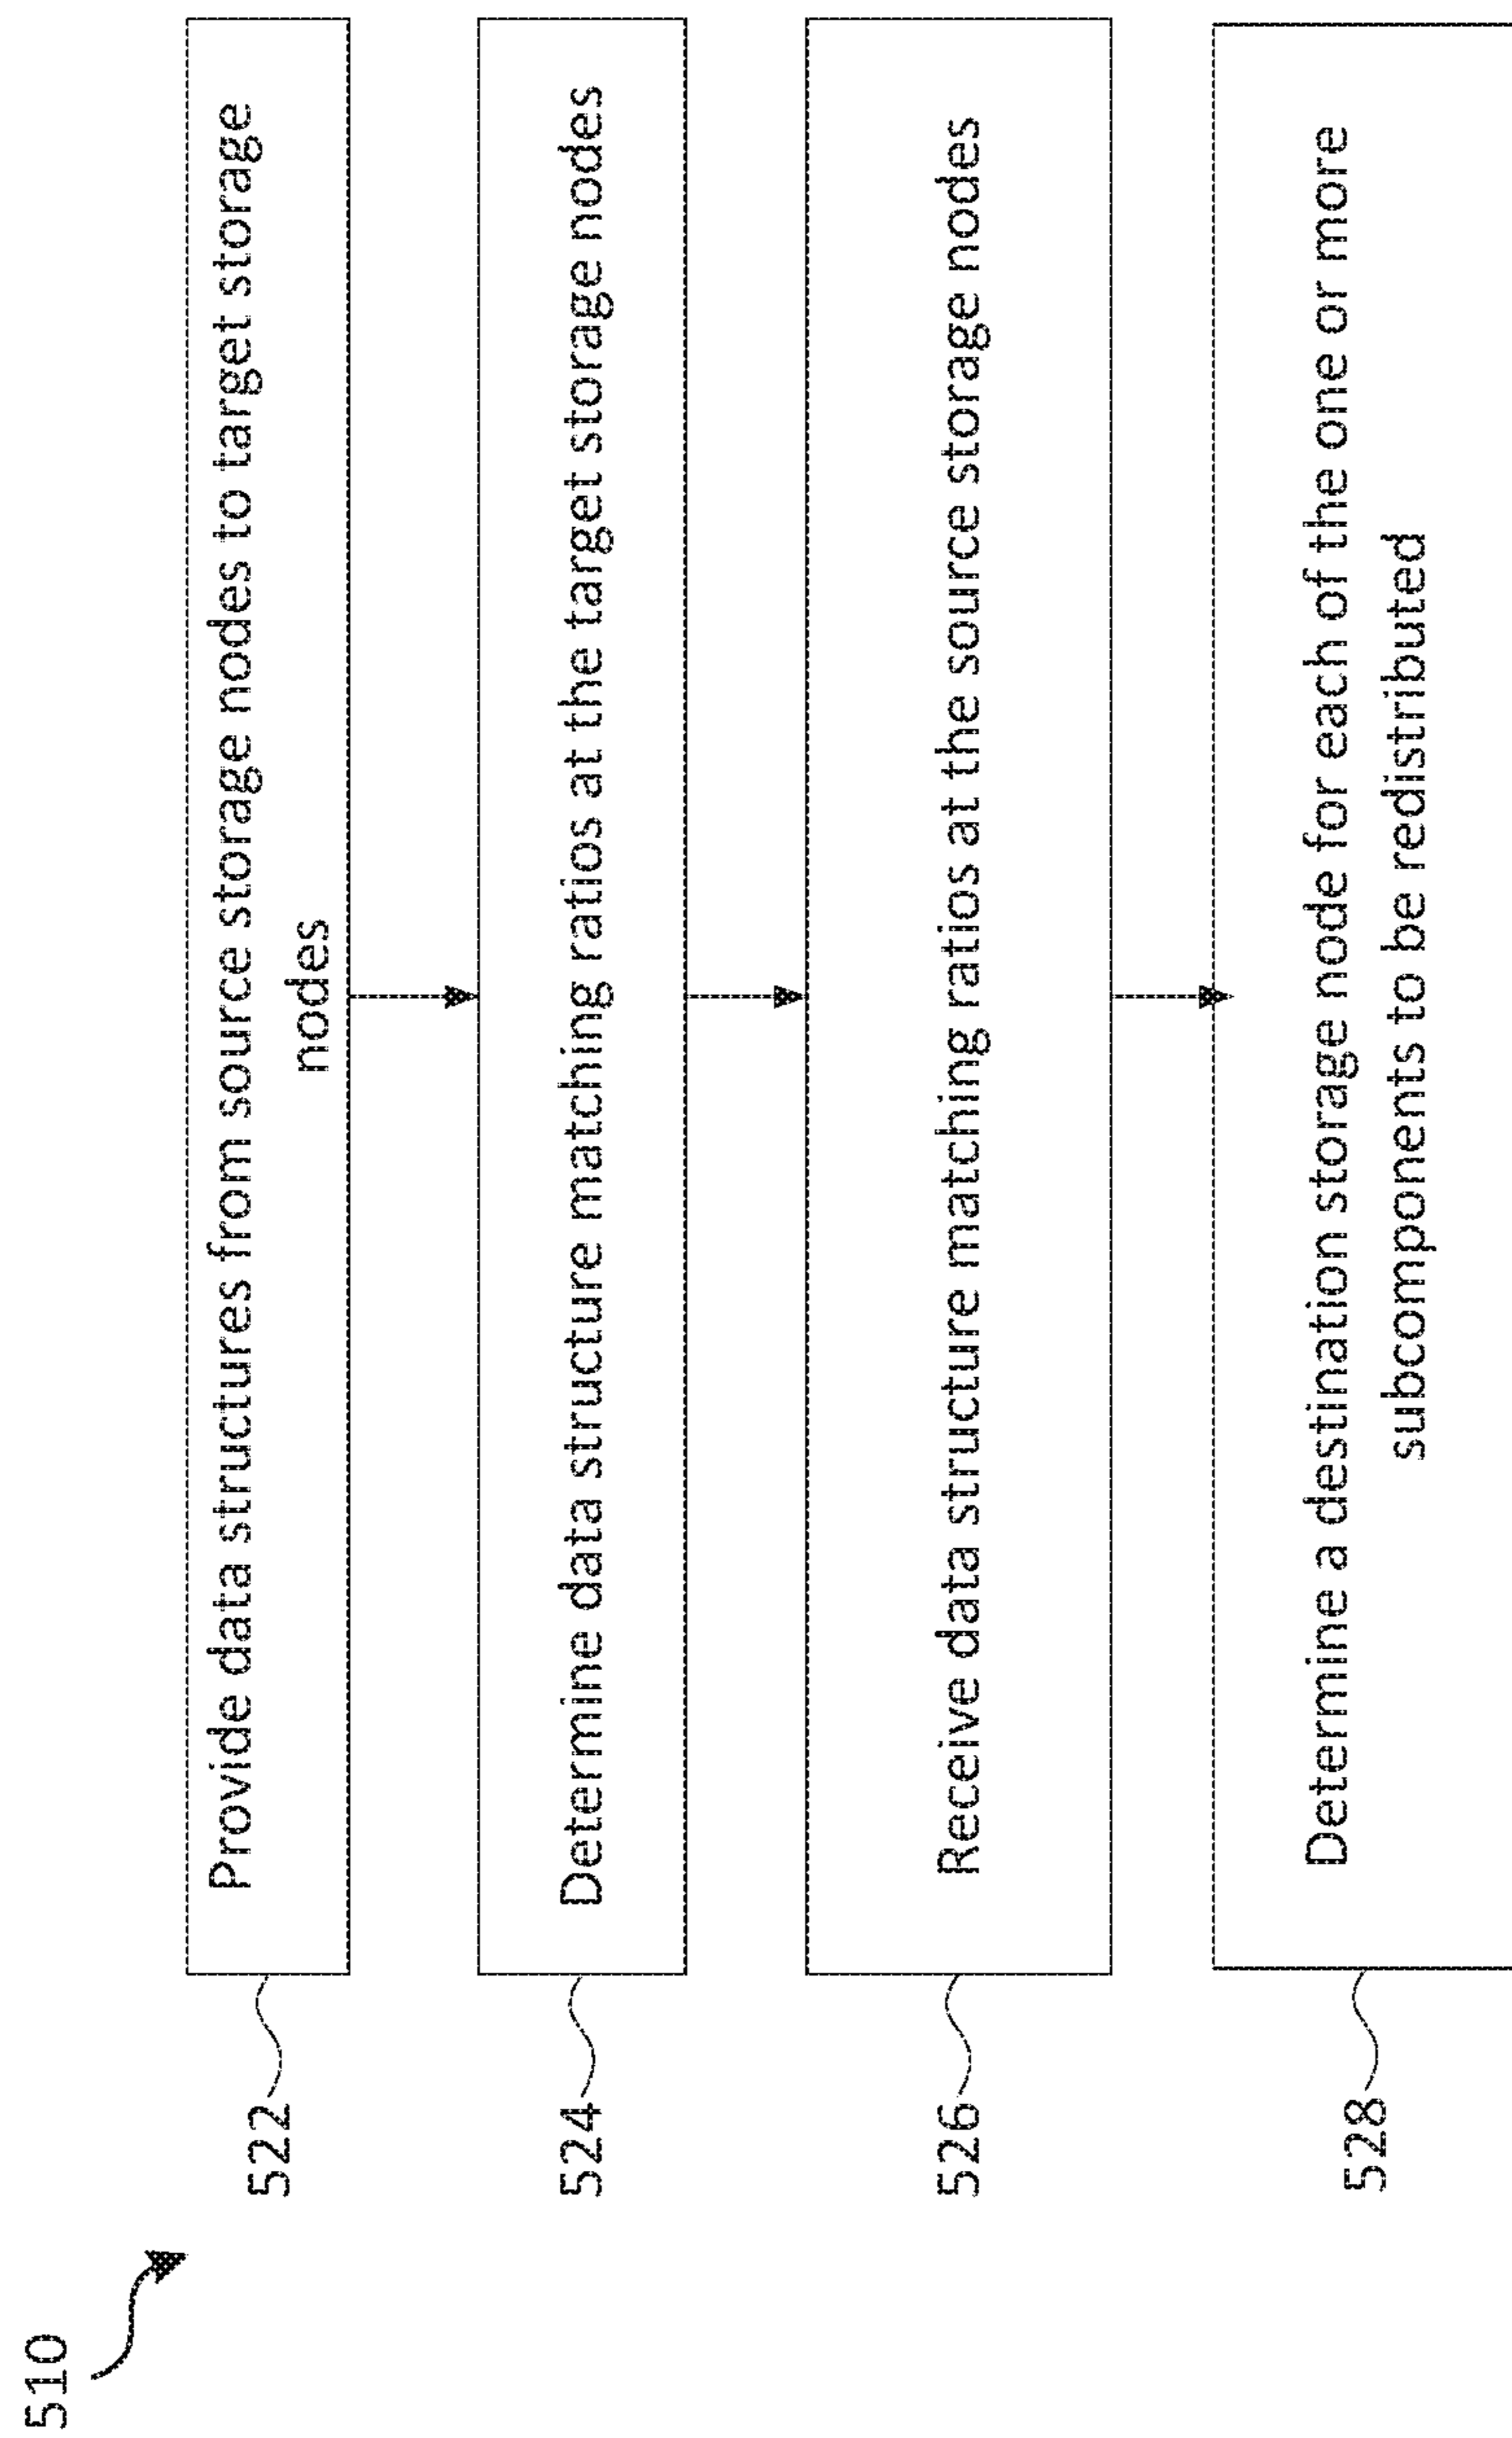 510
522
Provide data structures from source storage nodes to target storage
nodes
524
Determine data structure matching ratios at the target storage nodes
526
Receive data structure matching ratios at the source storage nodes
528
Determine a destination storage node for each of the one or more
subcomponents to be redistributed